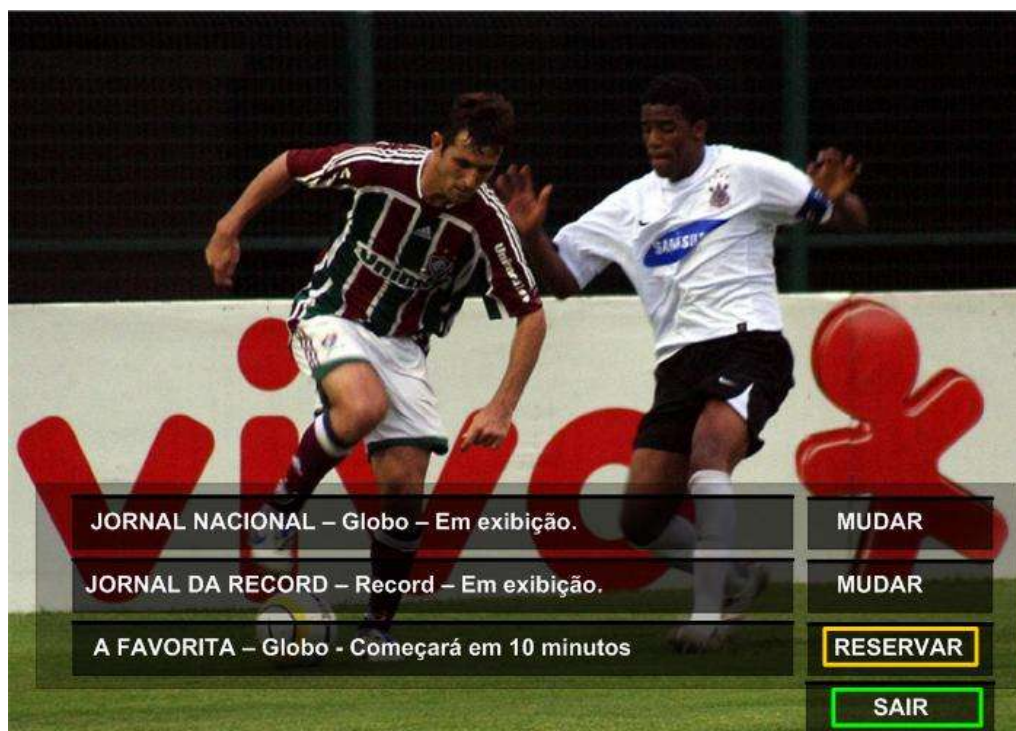 Unimed
SAMSUNG
vivo
JORNAL NACIONAL – Globo – Em exibição.
MUDAR
JORNAL DA RECORD – Record – Em exibição.
MUDAR
A FAVORITA – Globo - Começará em 10 minutos
RESERVAR
SAIR